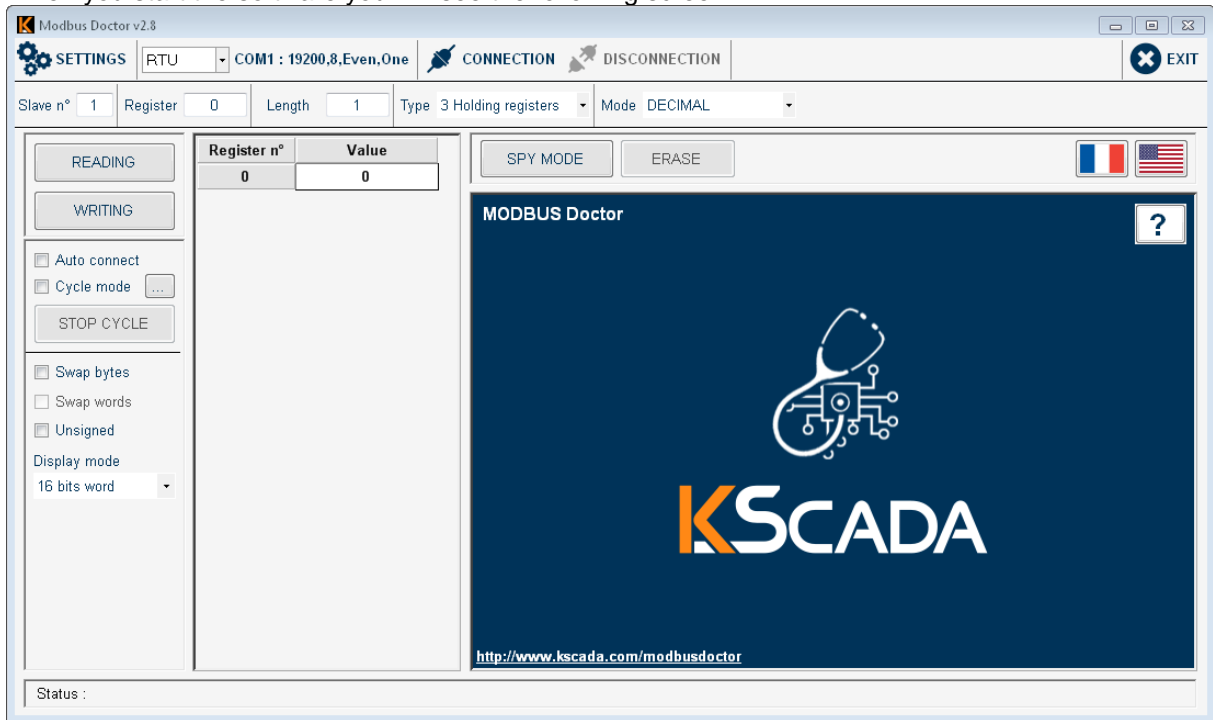 Modbus Doctor v2.8
SETTINGS RTU COM1 : 19200,8,Even,One CONNECTION DISCONNECTION EXIT
Slave n° 1 Register 0 Length 1 Type 3 Holding registers Mode DECIMAL
READING
WRITING
Auto connect
Cycle mode ...
STOP CYCLE
Swap bytes
Swap words
Unsigned
Display mode
16 bits word
Register n° Value
0 0
SPY MODE ERASE
MODBUS Doctor
?
KSCADA
http://www.kscada.com/modbusdoctor
Status :